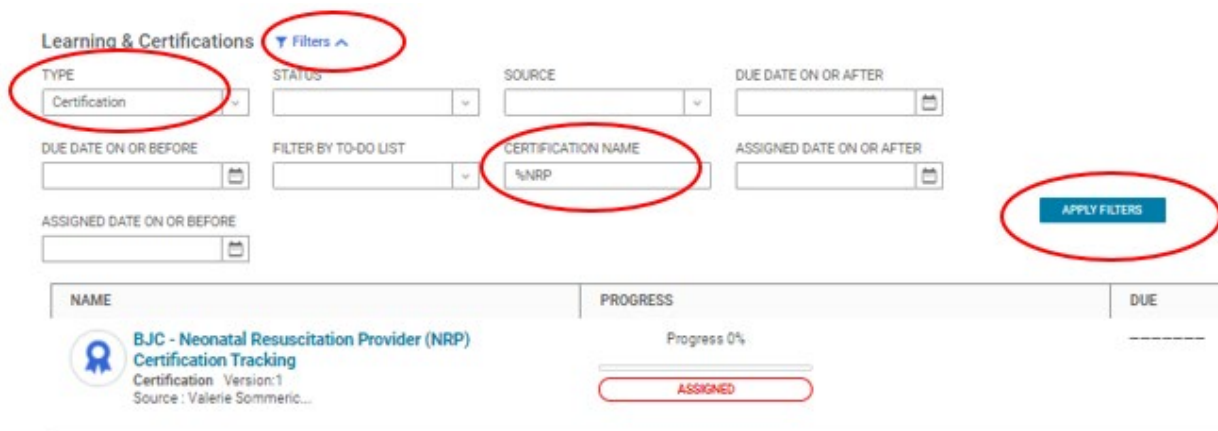 Learning & Certifications Filters
TYPE STATUS SOURCE DUE DATE ON OR AFTER
Certification
DUE DATE ON OR BEFORE FILTER BY TO-DO LIST CERTIFICATION NAME ASSIGNED DATE ON OR AFTER
%NRP
APPLY FILTERS
ASSIGNED DATE ON OR BEFORE
NAME PROGRESS DUE
BJC - Neonatal Resuscitation Provider (NRP) Progress 0% -------
Certification Tracking
Certification Version:1 ASSIGNED
Source : Valerie Sommeric...